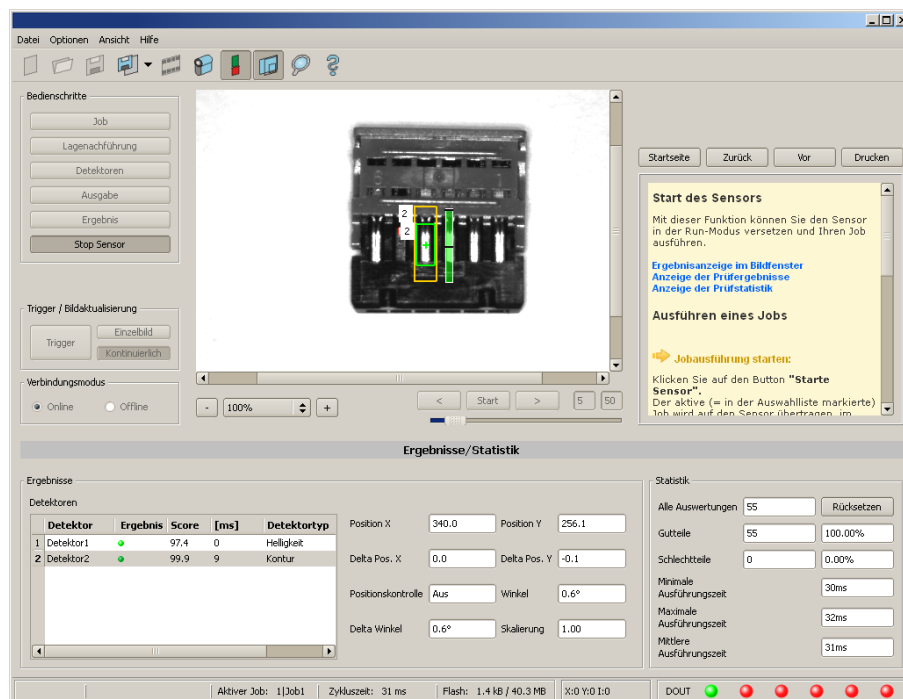 Datei Optionen Ansicht Hilfe
Bedienschritte
Job
Lagenachführung
Detektoren
Ausgabe
Ergebnis
Stop Sensor
Trigger / Bildaktualisierung
Trigger
Einzelbild
Kontinuierlich
Verbindungsmodus
Online Offline
2
2
- 100% +
< Start > 5 50
Startseite Zurück Vor Drucken
Start des Sensors
Mit dieser Funktion können Sie den Sensor
in der Run-Modus versetzen und Ihren Job
ausführen.
Ergebnisanzeige im Bildfenster
Anzeige der Prüfergebnisse
Anzeige der Prüfstatistik
Ausführen eines Jobs
Jobausführung starten:
Klicken Sie auf den Button "Starte
Sensor".
Der aktive (= in der Auswahlliste markierte)
Job wird auf den Sensor übertragen, im
Ergebnisse/Statistik
Ergebnisse
Detektoren
Detektor Ergebnis Score [ms] Detektortyp
1 Detektor1 97.4 0 Helligkeit
2 Detektor2 99.9 9 Kontur
Position X 340.0 Position Y 256.1
Delta Pos. X 0.0 Delta Pos. Y -0.1
Positionskontrolle Aus Winkel 0.6°
Delta Winkel 0.6° Skalierung 1.00
Statistik
Alle Auswertungen 55 Rücksetzen
Gutteile 55 100.00%
Schlechtteile 0 0.00%
Minimale
Ausführungszeit 30ms
Maximale
Ausführungszeit 32ms
Mittlere
Ausführungszeit 31ms
Aktiver Job: 1|Job1 Zykluszeit: 31 ms Flash: 1.4 kB / 40.3 MB X:0 Y:0 I:0 DOUT